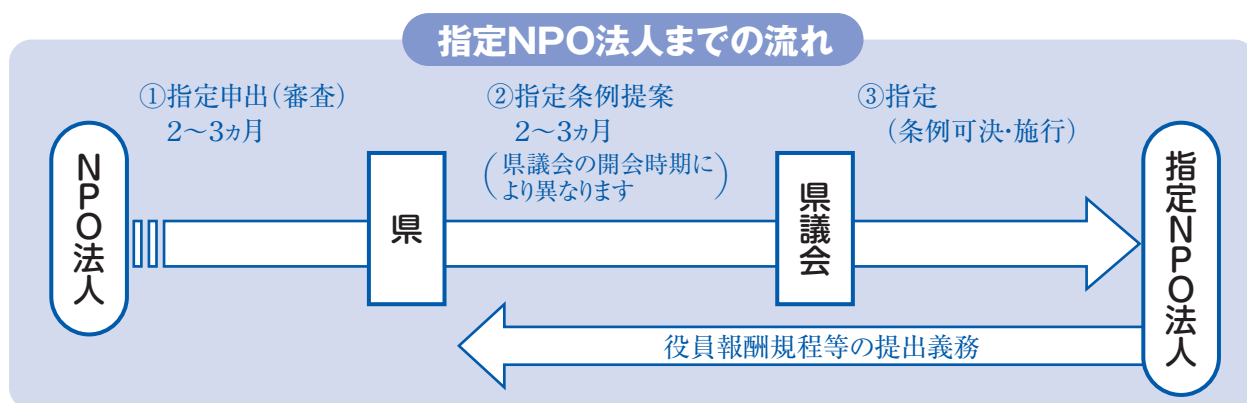 指定NPO法人までの流れ
①指定申出(審査)
2〜3ヵ月
②指定条例提案
2〜3ヵ月
(県議会の開会時期に
より異なります)
③指定
(条例可決・施行)
NPO法人
県
県議会
指定NPO法人
役員報酬規程等の提出義務